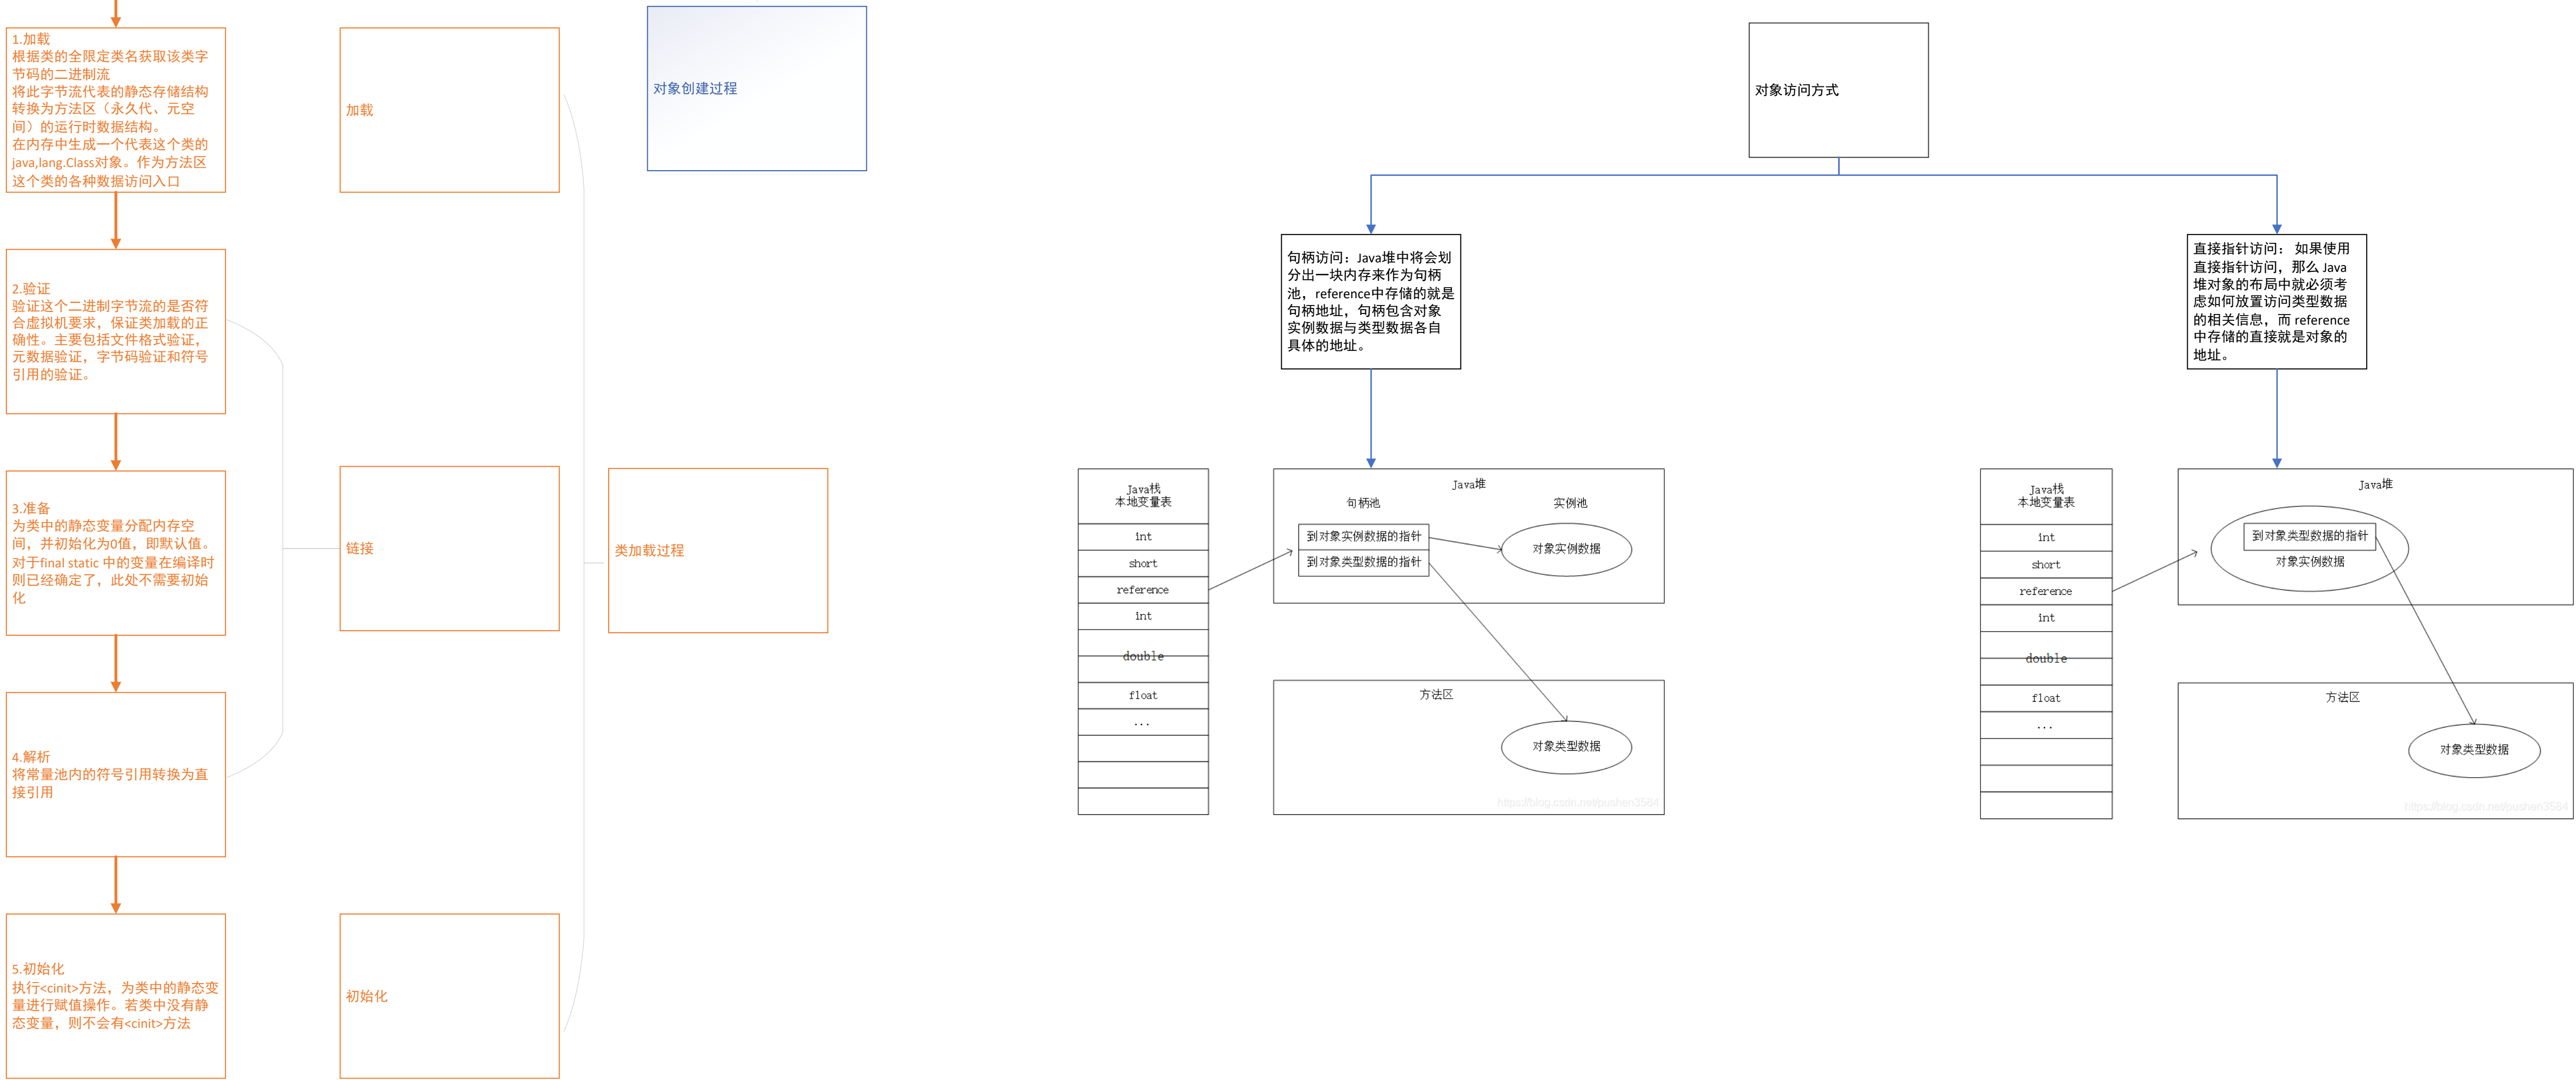 1.加载
根据类的全限定类名获取该类字
节码的二进制流
将此字节流代表的静态存储结构
转换为方法区（永久代、元空
间）的运行时数据结构。
在内存中生成一个代表这个类的
java,lang.Class对象。作为方法区
这个类的各种数据访问入口
加载
对象创建过程
2.验证
验证这个二进制字节流的是否符
合虚拟机要求，保证类加载的正
确性。主要包括文件格式验证，
元数据验证，字节码验证和符号
引用的验证。
3.准备
为类中的静态变量分配内存空
间，并初始化为0值，即默认值。
对于final static 中的变量在编译时
则已经确定了，此处不需要初始
化
链接
类加载过程
4.解析
将常量池内的符号引用转换为直
接引用
5.初始化
执行<cinit>方法，为类中的静态变
量进行赋值操作。若类中没有静
态变量，则不会有<cinit>方法
初始化
对象访问方式
句柄访问：Java堆中将会划
分出一块内存来作为句柄
池，reference中存储的就是
句柄地址，句柄包含对象
实例数据与类型数据各自
具体的地址。
直接指针访问： 如果使用
直接指针访问，那么 Java
堆对象的布局中就必须考
虑如何放置访问类型数据
的相关信息，而 reference
中存储的直接就是对象的
地址。
Java栈
本地变量表
int
short
reference
int
double
float
...
Java堆
句柄池
实例池
到对象实例数据的指针
到对象类型数据的指针
对象实例数据
方法区
对象类型数据
https://blog.csdn.net/pushen3584
Java栈
本地变量表
int
short
reference
int
double
float
...
Java堆
到对象类型数据的指针
对象实例数据
方法区
对象类型数据
https://blog.csdn.net/pushen3584